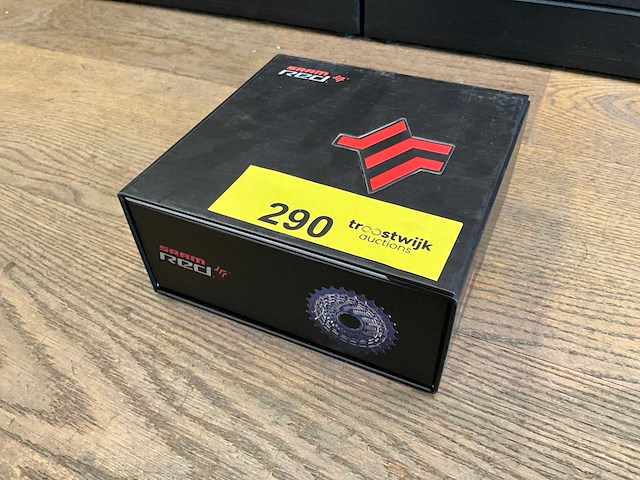 SRAM
Red
290
troostwijk
auctions
SRAM
Red